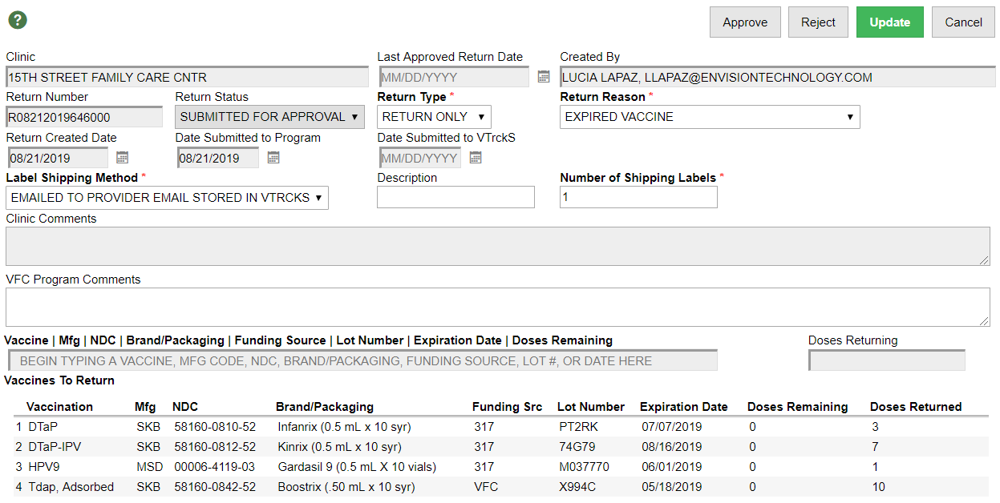 ?
Approve Reject Update Cancel
Clinic Last Approved Return Date Created By
15TH STREET FAMILY CARE CNTR MM/DD/YYYY LUCIA LAPAZ, LLAPAZ@ENVISIONTECHNOLOGY.COM
Return Number Return Status Return Type * Return Reason *
R08212019646000 SUBMITTED FOR APPROVAL RETURN ONLY EXPIRED VACCINE
Return Created Date Date Submitted to Program Date Submitted to VTrckS
08/21/2019 08/21/2019 MM/DD/YYYY
Label Shipping Method * Description Number of Shipping Labels *
EMAILED TO PROVIDER EMAIL STORED IN VTRCKS 1
Clinic Comments
VFC Program Comments
Vaccine | Mfg | NDC | Brand/Packaging | Funding Source | Lot Number | Expiration Date | Doses Remaining Doses Returning
BEGIN TYPING A VACCINE, MFG CODE, NDC, BRAND/PACKAGING, FUNDING SOURCE, LOT #, OR DATE HERE
Vaccines To Return
Vaccination Mfg NDC Brand/Packaging Funding Src Lot Number Expiration Date Doses Remaining Doses Returned
1 DTaP SKB 58160-0810-52 Infanrix (0.5 mL x 10 syr) 317 PT2RK 07/07/2019 0 3
2 DTaP-IPV SKB 58160-0812-52 Kinrix (0.5 mL x 10 syr) 317 74G79 08/16/2019 0 7
3 HPV9 MSD 00006-4119-03 Gardasil 9 (0.5 mL X 10 vials) 317 M037770 06/01/2019 0 1
4 Tdap, Adsorbed SKB 58160-0842-52 Boostrix (.50 mL x 10 syr) VFC X994C 05/18/2019 0 10